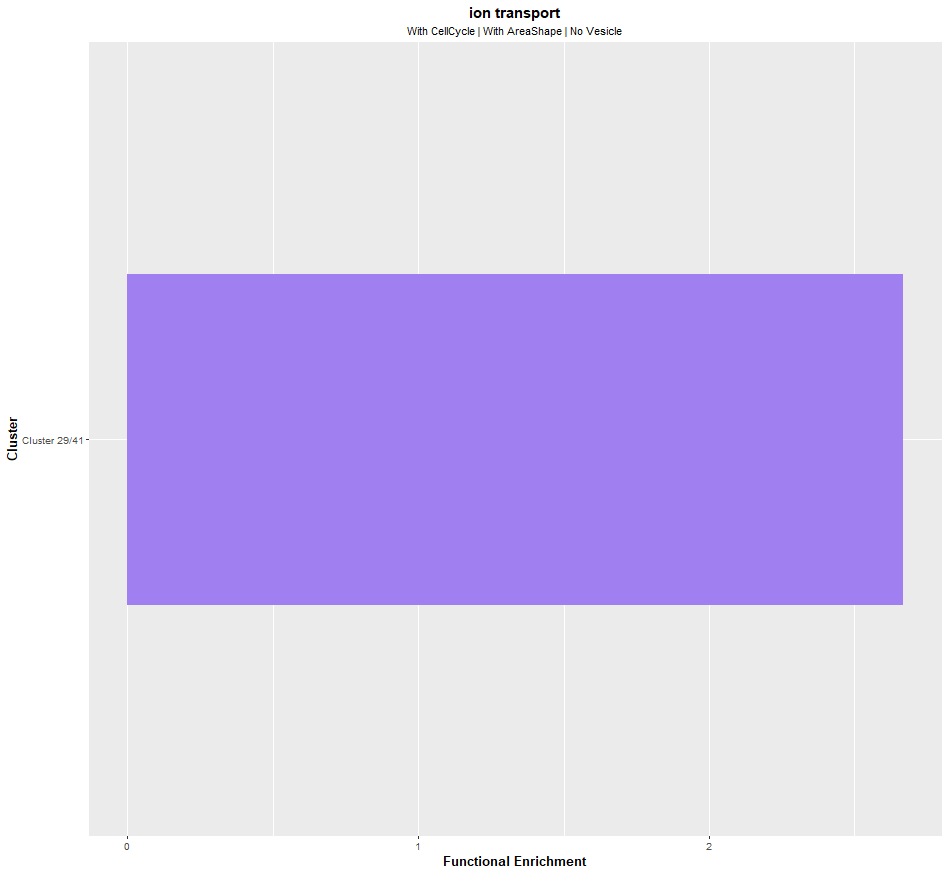 ion transport
With CellCycle | With AreaShape | No Vesicle
Cluster
Cluster 29/41
0
1
2
Functional Enrichment